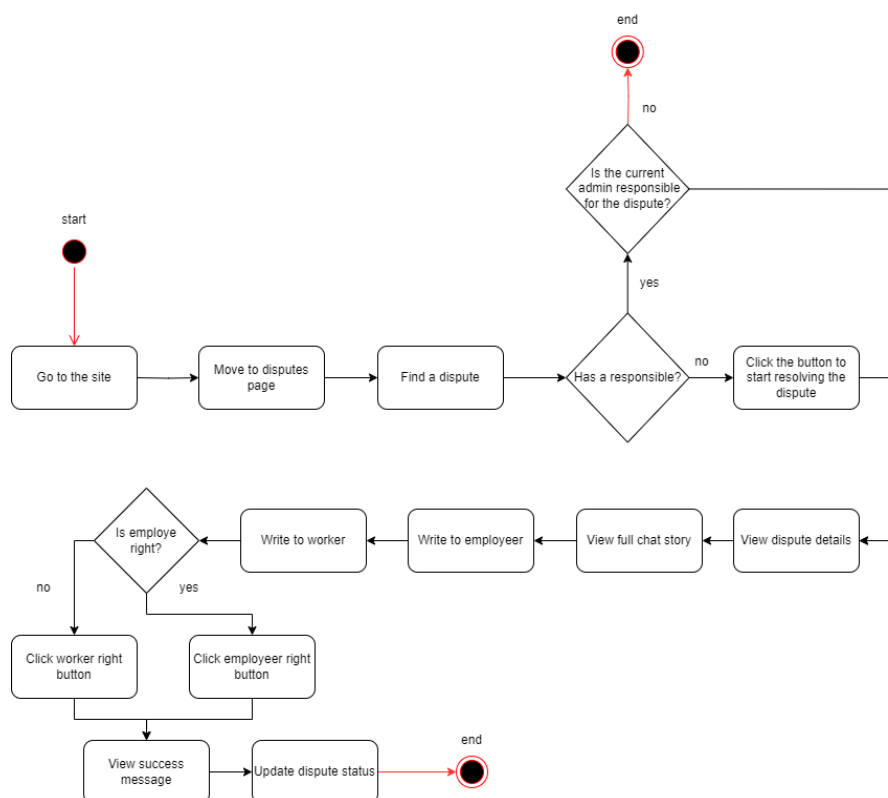 end
no
Is the current
admin responsible
for the dispute?
start
yes
Go to the site
Move to disputes
page
Find a dispute
Has a responsible?
no
Click the button to
start resolving the
dispute
Is employe
right?
Write to worker
Write to employeer
View full chat story
View dispute details
no
yes
Click worker right
button
Click employeer right
button
View success
message
Update dispute status
end